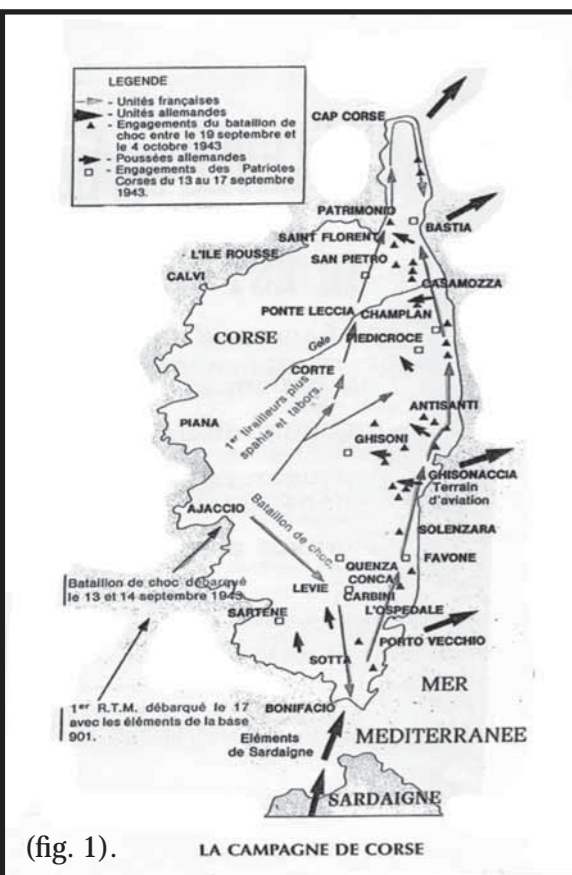 LEGENDE
- Unités françaises
- Unités allemandes
- Engagements du bataillon de
choc entre le 19 septembre et
le 4 octobre 1943
- Poussées allemandes
- Engagements des Patriotes
Corses du 13 au 17 septembre
1943.
CAP CORSE
PATRIMONIO
BASTIA
SAINT FLORENT
L'ILE ROUSSE
SAN PIETRO
CALVI
CASAMOZZA
PONTE LECCIA
CHAMPLAN
CORSE
PIEDICROCE
Golo
CORTE
1er tirailleurs plus
spahis et tabors.
ANTISANTI
PIANA
GHISONI
GHISONACCIA
Terrain
d'aviation
AJACCIO
Bataillon de choc.
SOLENZARA
QUENZA
FAVONE
Bataillon de choc débarqué
le 13 et 14 septembre 1943
LEVIE
CONCA
CARBINI
SARTENE
L'OSPEDALE
PORTO VECCHIO
SOTTA
MER
1er R.T.M. débarqué le 17
avec les éléments de la base
901.
BONIFACIO
MEDITERRANEE
Eléments
de Sardaigne
SARDAIGNE
(fig. 1).
LA CAMPAGNE DE CORSE